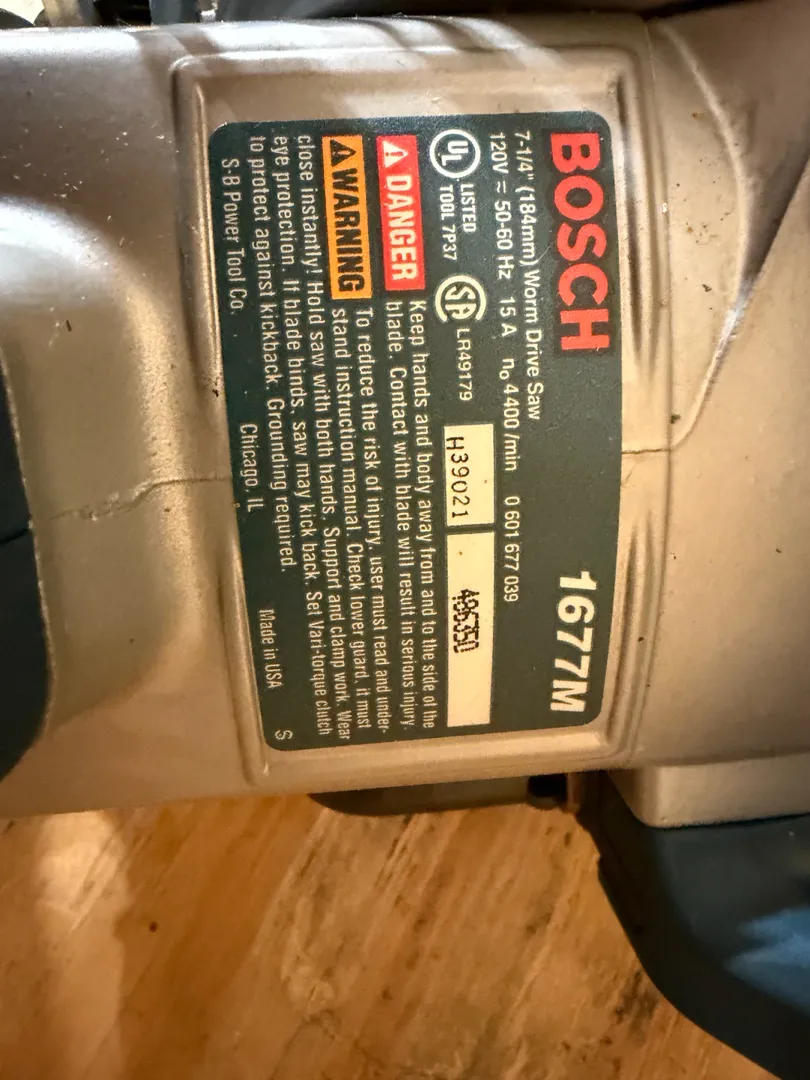 BOSCH 1677M
7-1/4" (184mm) Worm Drive Saw
120V ≂ 50-60 Hz 15 A n₀ 4400 /min 0 601 677 039
UL LISTED TOOL 7P37 SA LR49179 H39021 486350
DANGER Keep hands and body away from and to the side of the
blade. Contact with blade will result in serious injury.
WARNING To reduce the risk of injury, user must read and under-
stand instruction manual. Check lower guard, it must
close instantly! Hold saw with both hands. Support and clamp work. Wear
eye protection. If blade binds, saw may kick back. Set Vari-torque clutch
to protect against kickback. Grounding required.
S-B Power Tool Co. Chicago, IL Made in USA S